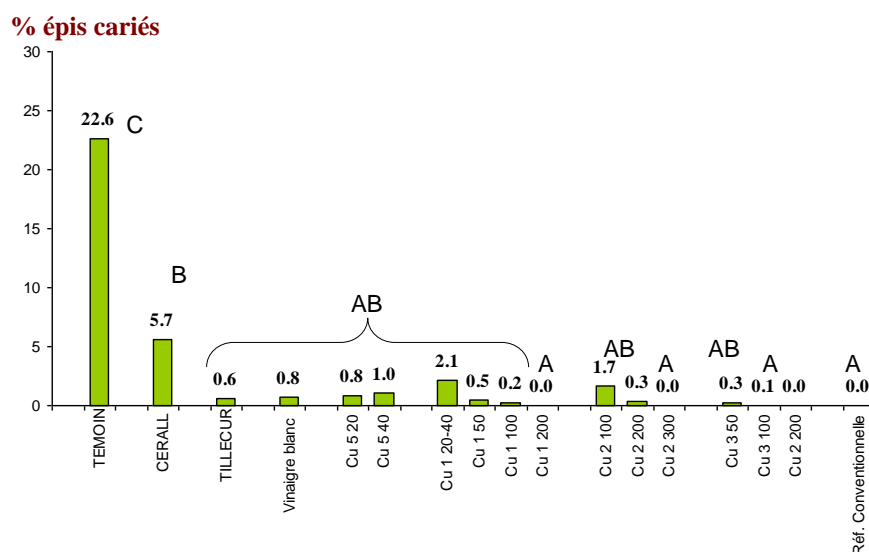 % épis cariés
30
25
20
15
10
5
0
22.6
C
5.7
B
0.6
0.8
0.8
1.0
AB
2.1
0.5
0.2
0.0
A
1.7
AB
0.3
0.0
A
0.3
AB
0.1
A
0.0
0.0
A
TEMOIN
CERALL
TILLECUR
Vinaigre blanc
Cu 5 20
Cu 5 40
Cu 1 20-40
Cu 1 50
Cu 1 100
Cu 1 200
Cu 2 100
Cu 2 200
Cu 2 300
Cu 3 50
Cu 3 100
Cu 2 200
Réf. Conventionnelle